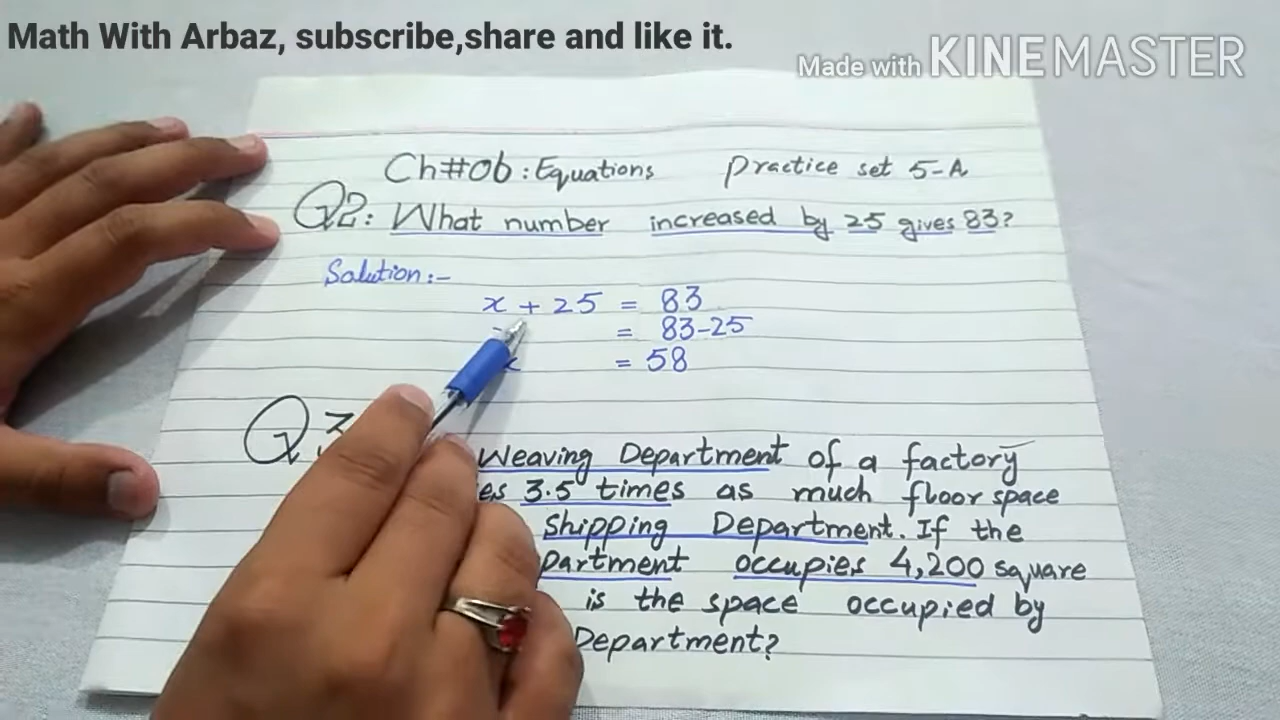 Math With Arbaz, subscribe,share and like it.
Made with KINEMASTER
Ch#06: Equations Practice set 5-A
Q2: What number increased by 25 gives 83?
Solution:-
x + 25 = 83
= 83-25
x = 58
Q3
Weaving Department of a factory
es 3.5 times as much floor space
Shipping Department. If the
partment occupies 4,200 square
is the space occupied by
Department?